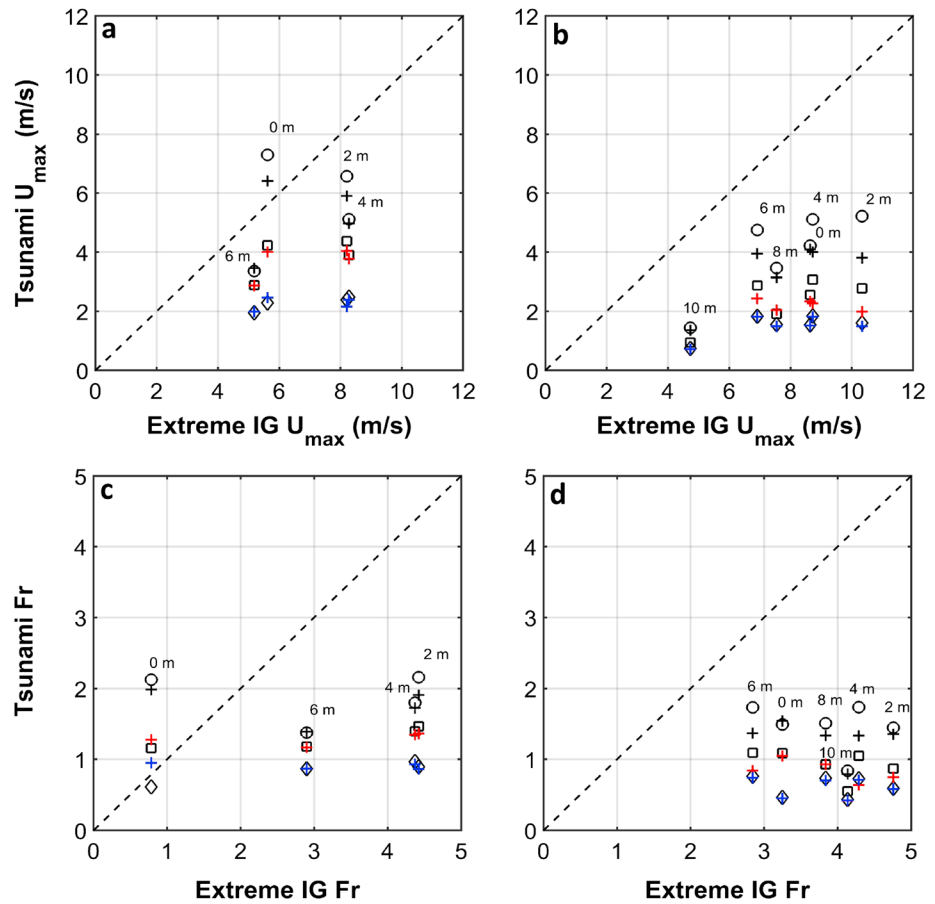 a
12
10
8
6
4
2
0
0 m
2 m
4 m
6 m
0 2 4 6 8 10 12
Tsunami Umax (m/s)
Extreme IG Umax (m/s)
b
12
10
8
6
4
2
0
6 m
4 m
2 m
0 m
8 m
10 m
0 2 4 6 8 10 12
Extreme IG Umax (m/s)
c
5
4
3
2
1
0
0 m
2 m
4 m
6 m
0 1 2 3 4 5
Tsunami Fr
Extreme IG Fr
d
5
4
3
2
1
0
6 m
0 m
8 m
4 m
2 m
10 m
0 1 2 3 4 5
Extreme IG Fr